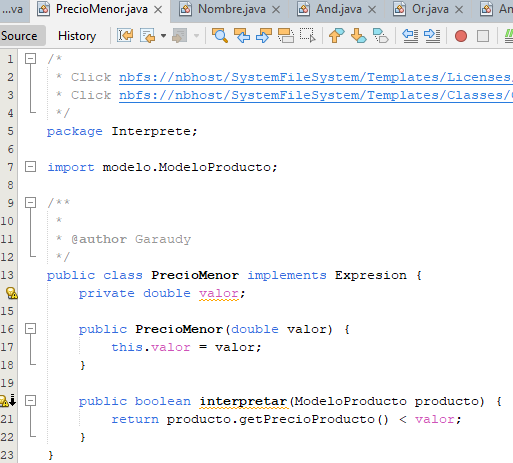 ...va PrecioMenor.java Nombre.java And.java Or.java
Source History
1 /*
2 * Click nbfs://nbhost/SystemFileSystem/Templates/Licenses/
3 * Click nbfs://nbhost/SystemFileSystem/Templates/Classes/
4 */
5 package Interprete;
6
7 import modelo.ModeloProducto;
8
9 /**
10 *
11 * @author Garaudy
12 */
13 public class PrecioMenor implements Expresion {
private double valor;
15
16 public PrecioMenor(double valor) {
17 this.valor = valor;
18 }
19
public boolean interpretar(ModeloProducto producto) {
21 return producto.getPrecioProducto() < valor;
22 }
23 }